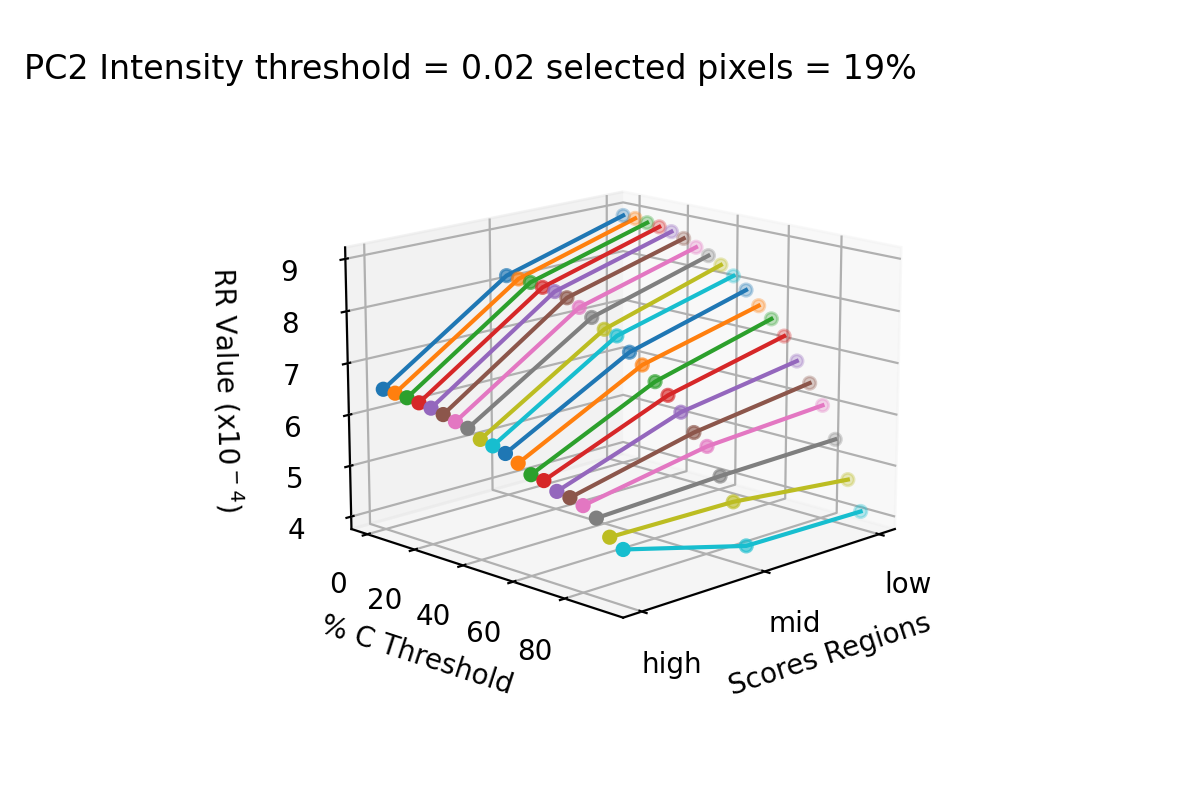 PC2 Intensity threshold = 0.02 selected pixels = 19%
RR Value (x10⁻⁴)
9
8
7
6
5
4
0
20
40
60
80
% C Threshold
high
mid
low
Scores Regions